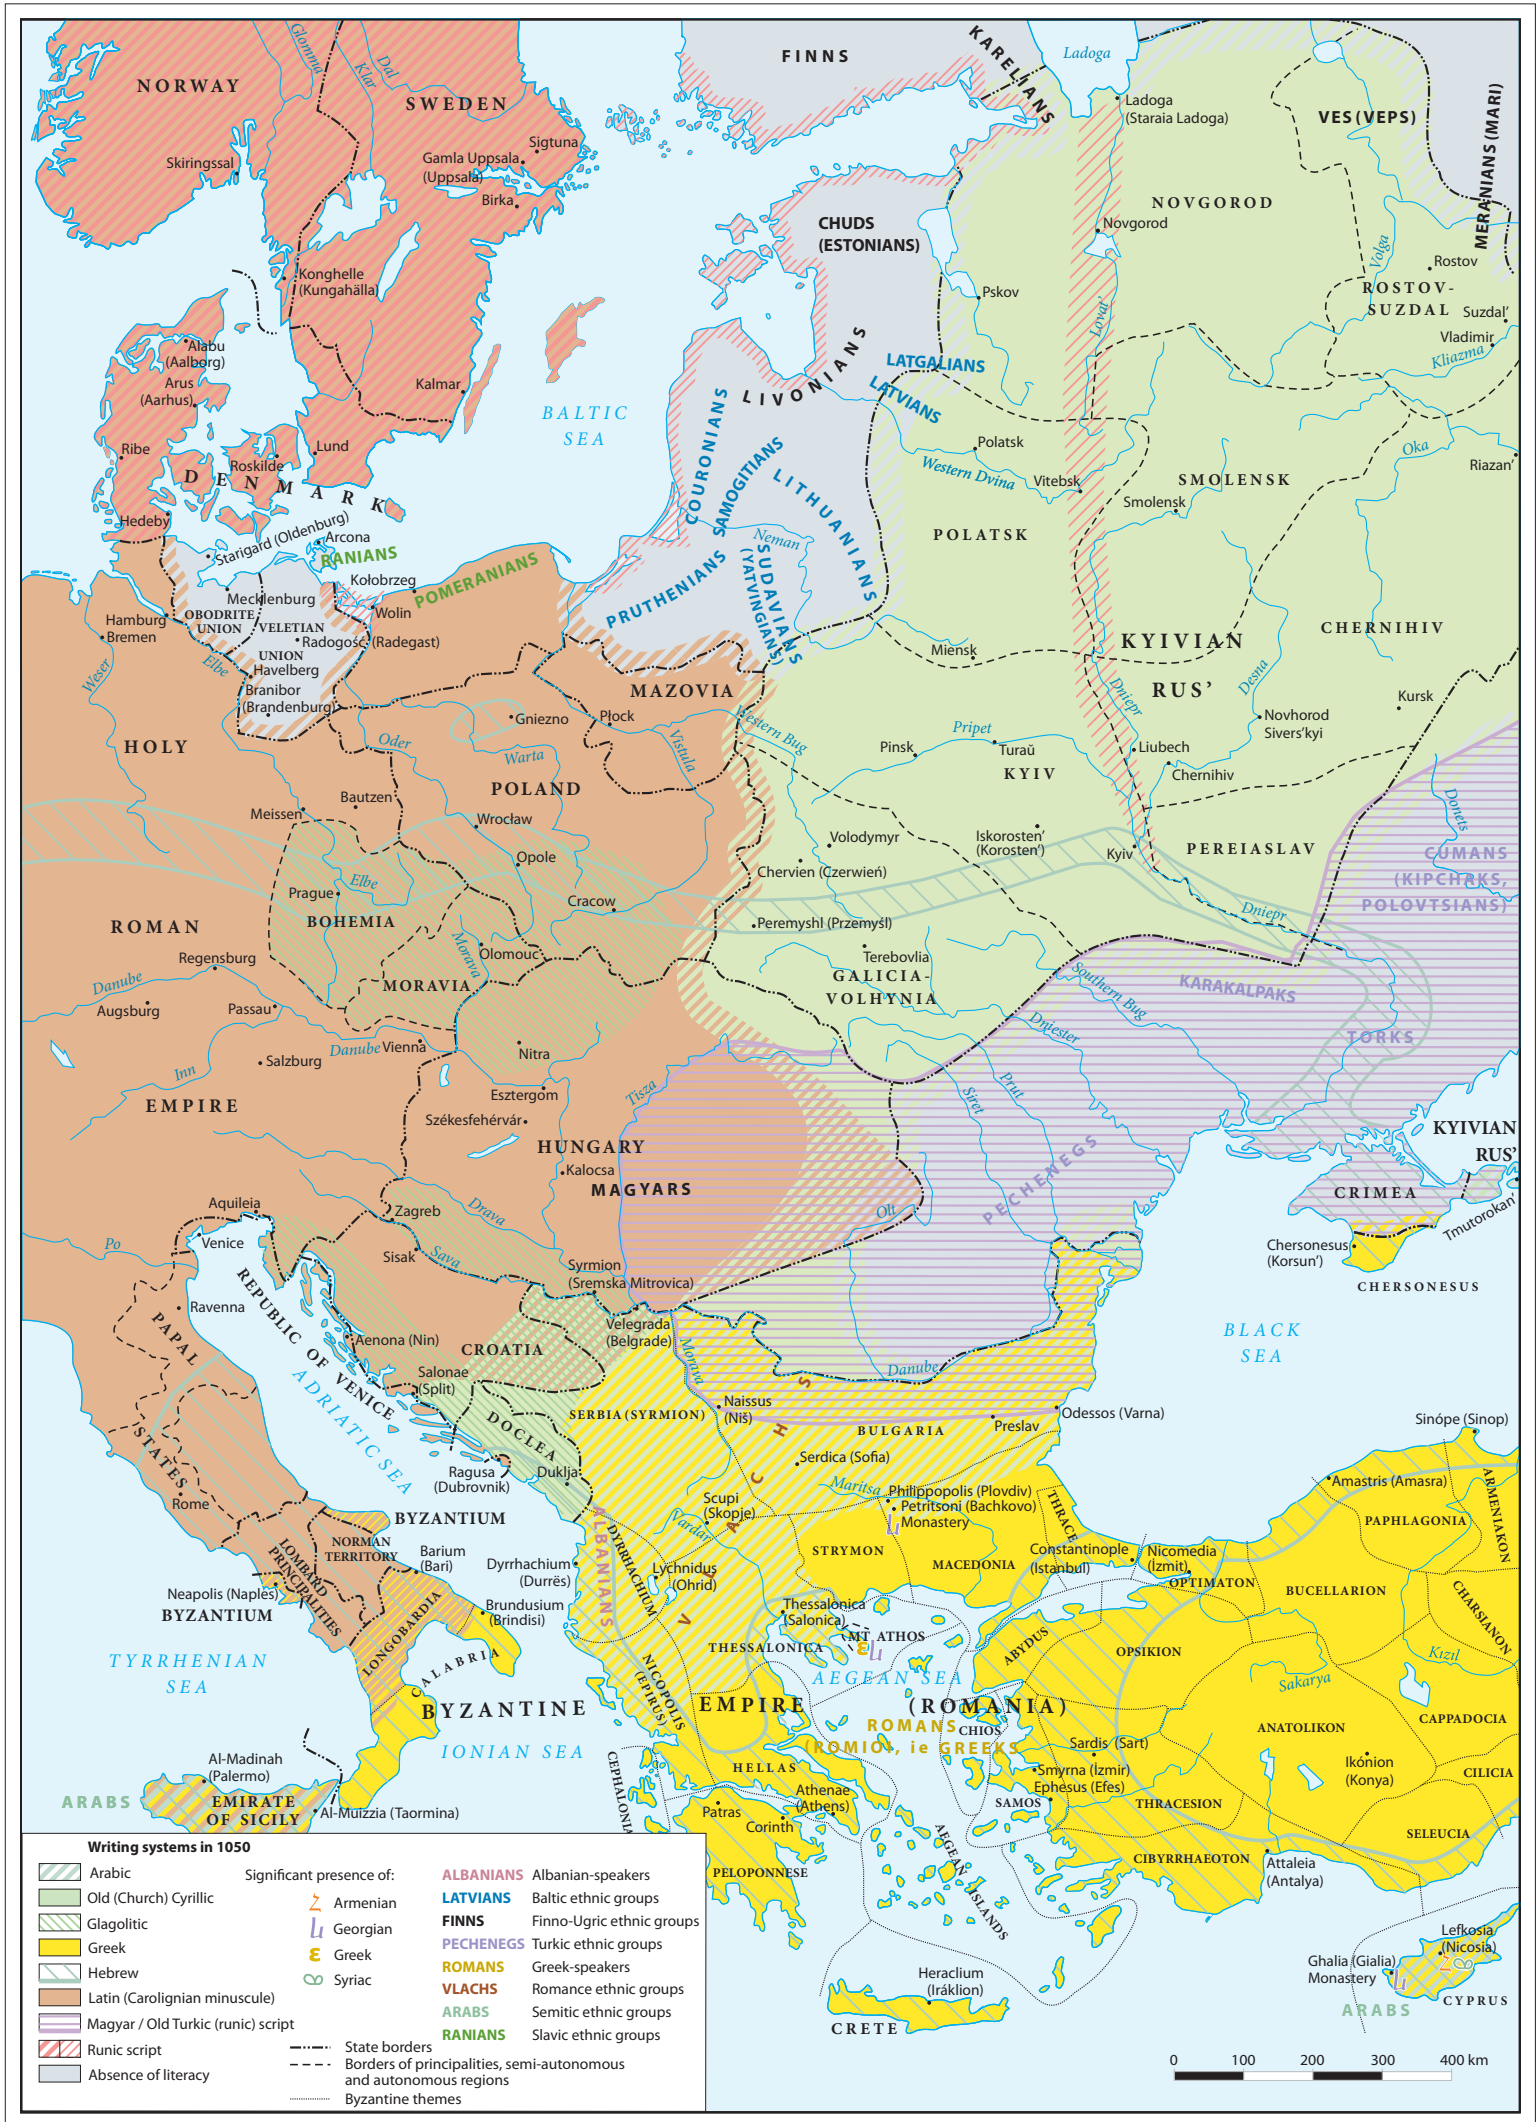 FINNS
KARELIANS
Ladoga
Glomma
Klar
Dal
NORWAY
SWEDEN
Ladoga
(Staraia Ladoga)
VES (VEPS)
MERANIANS (MARI)
Skiringssal
Gamla Uppsala
(Uppsala)
Sigtuna
Birka
CHUDS
(ESTONIANS)
NOVGOROD
Novgorod
Volga
Rostov
ROSTOV-
SUZDAL
Suzdal'
Vladimir
Kliazma
Konghelle
(Kungahälla)
Pskov
Lovat'
Alabu
(Aalborg)
Arus
(Aarhus)
Kalmar
BALTIC
SEA
LIVONIANS
LATGALIANS
LATVIANS
Ribe
Roskilde
Lund
DENMARK
COURONIANS
SAMOGITIANS
LITHUANIANS
Polatsk
Western Dvina
Vitebsk
SMOLENSK
Smolensk
Oka
Riazan'
Hedeby
Starigard (Oldenburg)
Arcona
RANIANS
Neman
POLATSK
Kołobrzeg
POMERANIANS
PRUTHENIANS
SUDAVIANS
(YATVINGIANS)
Mecklenburg
OBODRITE
UNION
VELETIAN
UNION
Wolin
Radogość (Radegast)
Hamburg
Bremen
Weser
Elbe
Havelberg
Branibor
(Brandenburg)
Miensk
KYIVIAN
RUS'
CHERNIHIV
Dniepr
Desna
MAZOVIA
Gniezno
Płock
Western Bug
Kursk
Novhorod
Sivers'kyi
HOLY
Oder
Warta
Vistula
Pinsk
Pripet
Turaŭ
KYIV
Liubech
Chernihiv
POLAND
Meissen
Bautzen
Wrocław
Donets
Opole
Volodymyr
Iskorosten'
(Korosten')
Kyiv
PEREIASLAV
CUMANS
(KIPCHAKS,
POLOVTSIANS)
Chervien (Czerwień)
Prague
Elbe
BOHEMIA
Cracow
Peremyshl (Przemyśl)
Dniepr
ROMAN
Regensburg
Morava
Olomouc
Terebovlia
GALICIA-
VOLHYNIA
MORAVIA
Southern Bug
KARAKALPAKS
Danube
Augsburg
Passau
Dniester
TORKS
Danube
Vienna
Nitra
Salzburg
Inn
Esztergom
Tisza
Siret
Prut
EMPIRE
Székesfehérvár
HUNGARY
Kalocsa
MAGYARS
PECHENEGS
KYIVIAN
RUS'
CRIMEA
Tmutorokan'
Aquileia
Zagreb
Drava
Olt
Venice
Po
Sisak
Sava
Chersonesus
(Korsun')
CHERSONESUS
Syrmion
(Sremska Mitrovica)
Ravenna
REPUBLIC OF VENICE
Velegrada
(Belgrade)
BLACK
SEA
PAPAL STATES
Aenona (Nin)
CROATIA
Morava
Danube
Salonae
(Split)
ADRIATIC SEA
SERBIA (SYRMION)
Naissus
(Niš)
VLACHS
BULGARIA
Preslav
Odessos (Varna)
Sinópe (Sinop)
DOCLEA
Serdica (Sofia)
Ragusa
(Dubrovnik)
Duklja
Maritsa
Philippopolis (Plovdiv)
Petritsoni (Bachkovo)
Monastery
Amastris (Amasra)
ARMENIAKON
Rome
Scupi
(Skopje)
Vardar
THRACE
PAPHLAGONIA
BYZANTIUM
LOMBARD
PRINCIPALITIES
NORMAN
TERRITORY
Barium
(Bari)
ALBANIANS
DYRRHACHIUM
STRYMON
MACEDONIA
Constantinople
(Istanbul)
Nicomedia
(İzmit)
OPTIMATON
BUCELLARION
CHARSIANON
Dyrrhachium
(Durrës)
Lychnidus
(Ohrid)
Neapolis (Naples)
BYZANTIUM
LONGOBARDIA
Brundusium
(Brindisi)
Thessalonica
(Salonica)
MT. ATHOS
ε
THESSALONICA
ABYDUS
OPSIKION
CALABRIA
NICOPOLIS
(EPIRUS)
AEGEAN SEA
Kızıl
Sakarya
TYRRHENIAN
SEA
BYZANTINE
EMPIRE
(ROMANIA)
ROMANS
(ROMIOI, ie GREEKS)
CHIOS
ANATOLIKON
CAPPADOCIA
IONIAN SEA
Sardis (Sart)
Ikónion
(Konya)
Al-Madinah
(Palermo)
CEPHALONIA
HELLAS
Smyrna (İzmir)
Ephesus (Efes)
CILICIA
ARABS
EMIRATE
OF SICILY
Al-Muizzia (Taormina)
Patras
Athenae
(Athens)
Corinth
SAMOS
THRACESION
SELEUCIA
AEGEAN ISLANDS
CIBYRRHAEOTON
Attaleia
(Antalya)
PELOPONNESE
Lefkosia
(Nicosia)
Ghalia (Gialia)
Monastery
ARABS
CYPRUS
Heraclium
(Iráklion)
CRETE
Writing systems in 1050
Arabic
Old (Church) Cyrillic
Glagolitic
Greek
Hebrew
Latin (Carolignian minuscule)
Magyar / Old Turkic (runic) script
Runic script
Absence of literacy
Significant presence of:
Armenian
Georgian
ε Greek
Syriac
ALBANIANS Albanian-speakers
LATVIANS Baltic ethnic groups
FINNS Finno-Ugric ethnic groups
PECHENEGS Turkic ethnic groups
ROMANS Greek-speakers
VLACHS Romance ethnic groups
ARABS Semitic ethnic groups
RANIANS Slavic ethnic groups
State borders
Borders of principalities, semi-autonomous
and autonomous regions
Byzantine themes
0 100 200 300 400 km